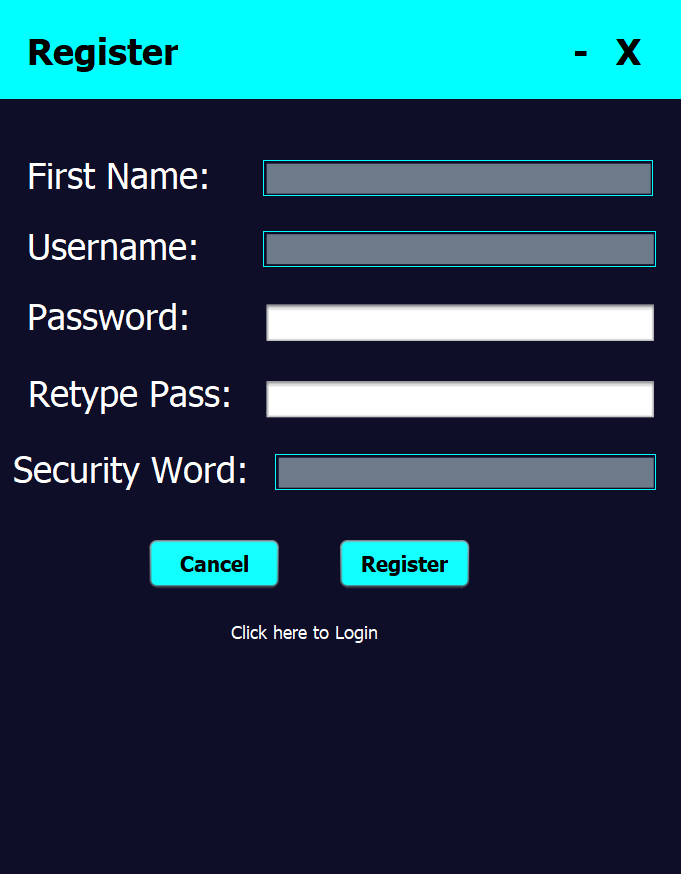 Register - X
First Name:
Username:
Password:
Retype Pass:
Security Word:
Cancel Register
Click here to Login